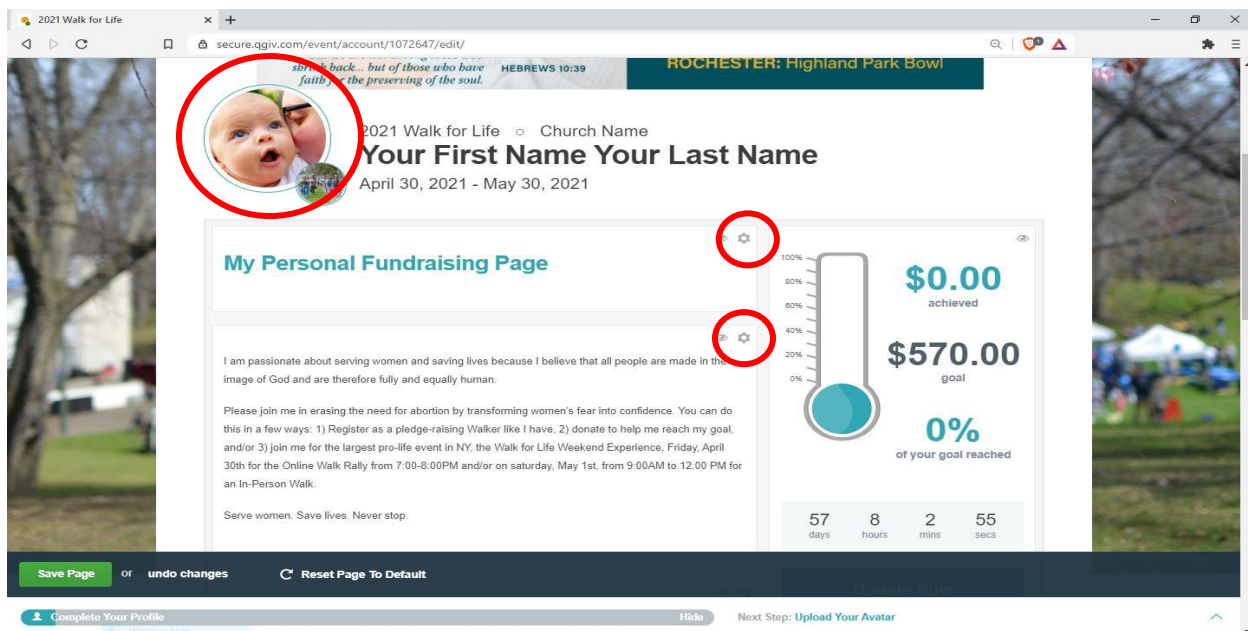 2021 Walk for Life
secure.qgiv.com/event/account/1072647/edit/
back... but of those who have
faith for the preserving of the soul.
HEBREWS 10:39
ROCHESTER: Highland Park Bowl
2021 Walk for Life ○ Church Name
Your First Name Your Last Name
April 30, 2021 - May 30, 2021
My Personal Fundraising Page
I am passionate about serving women and saving lives because I believe that all people are made in the
image of God and are therefore fully and equally human.
Please join me in erasing the need for abortion by transforming women's fear into confidence. You can do
this in a few ways: 1) Register as a pledge-raising Walker like I have, 2) donate to help me reach my goal,
and/or 3) join me for the largest pro-life event in NY, the Walk for Life Weekend Experience, Friday, April
30th for the Online Walk Rally from 7:00-8:00PM and/or on saturday, May 1st, from 9:00AM to 12:00 PM for
an In-Person Walk.
Serve women. Save lives. Never stop.
100%
80%
60%
40%
20%
0%
$0.00
achieved
$570.00
goal
0%
of your goal reached
57 8 2 55
days hours mins secs
Donate Now
Save Page or undo changes Reset Page To Default
Complete Your Profile Hide Next Step: Upload Your Avatar